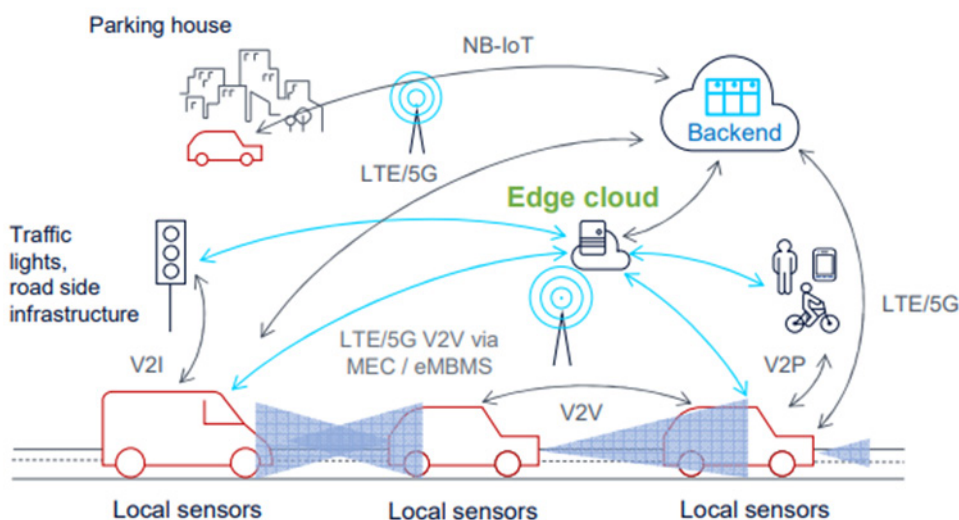 Parking house
NB-IoT
Backend
LTE/5G
Edge cloud
Traffic
lights,
road side
infrastructure
LTE/5G
LTE/5G V2V via
MEC / eMBMS
V2I
V2P
V2V
Local sensors
Local sensors
Local sensors